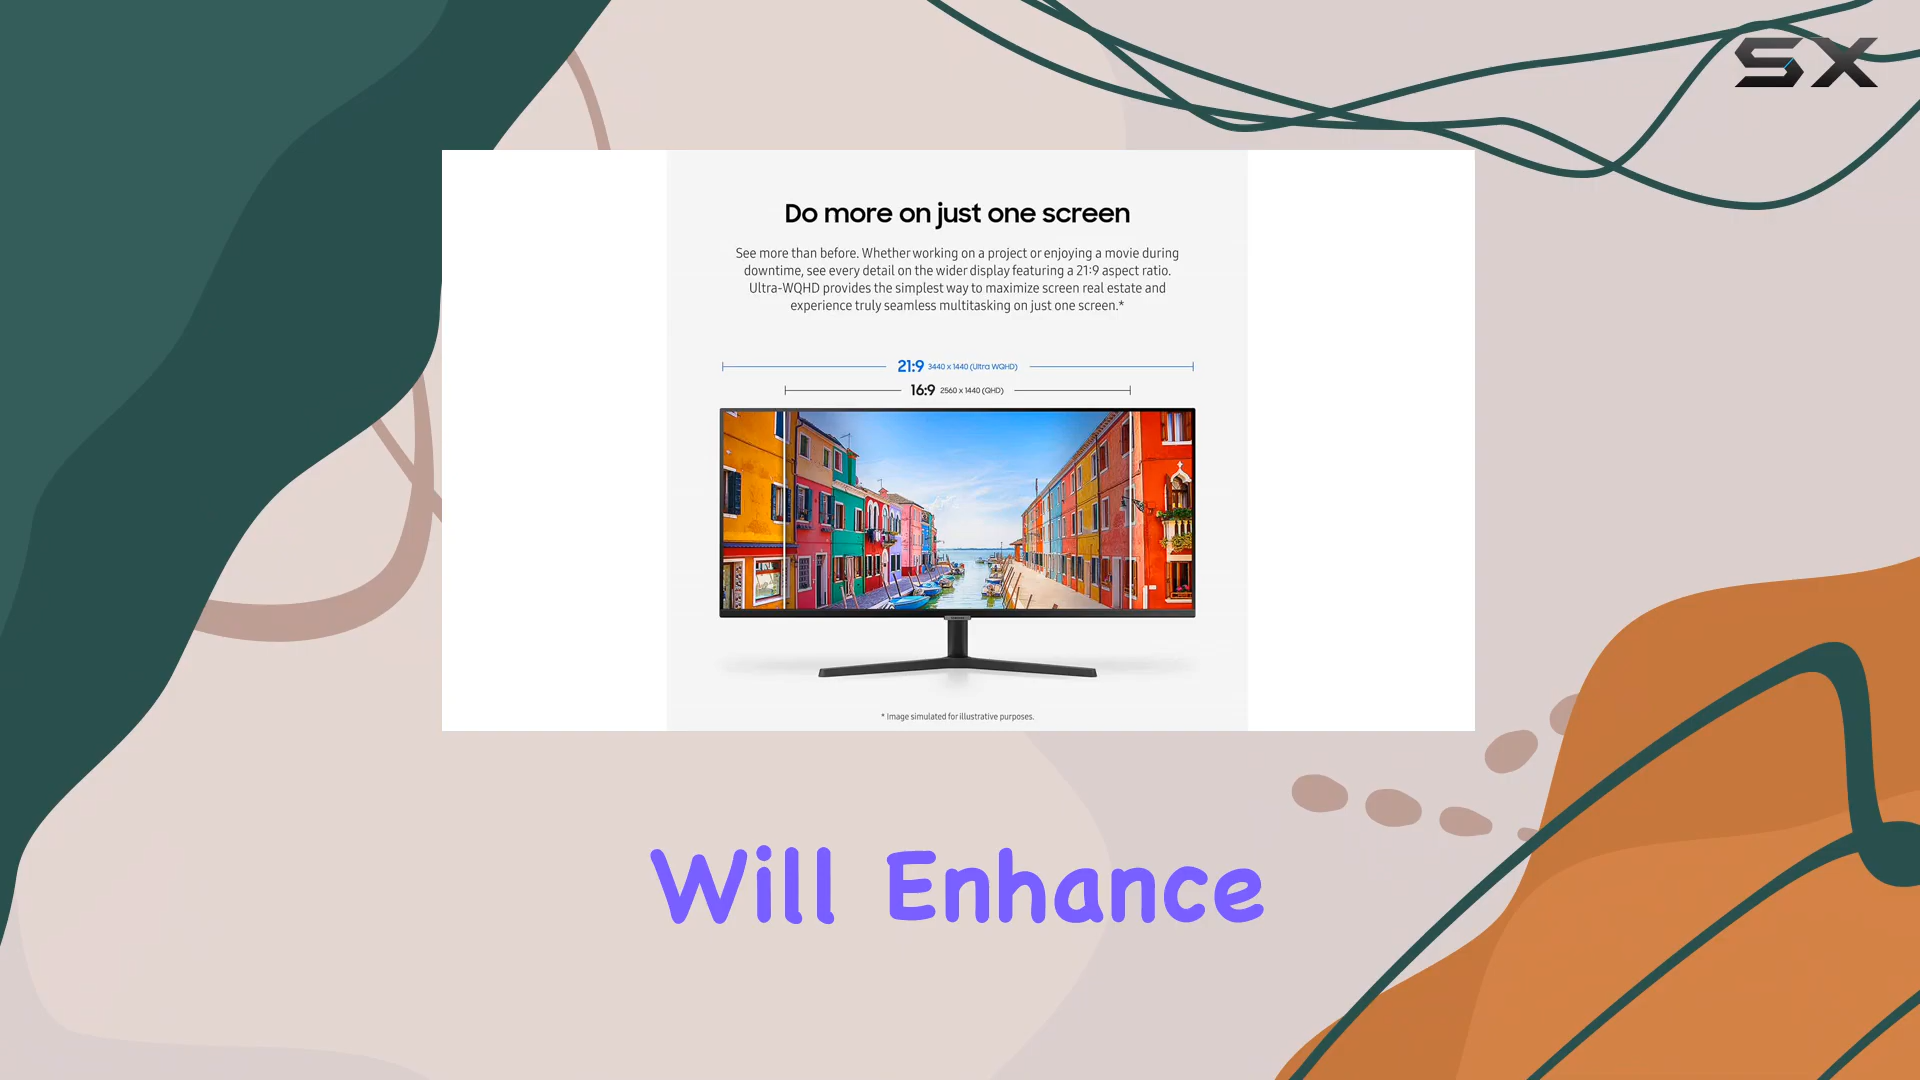 SX
Do more on just one screen
See more than before. Whether working on a project or enjoying a movie during
downtime, see every detail on the wider display featuring a 21:9 aspect ratio.
Ultra-WQHD provides the simplest way to maximize screen real estate and
experience truly seamless multitasking on just one screen.*
21:9 3440 x 1440 (Ultra WQHD)
16:9 2560 x 1440 (QHD)
* Image simulated for illustrative purposes.
Will Enhance